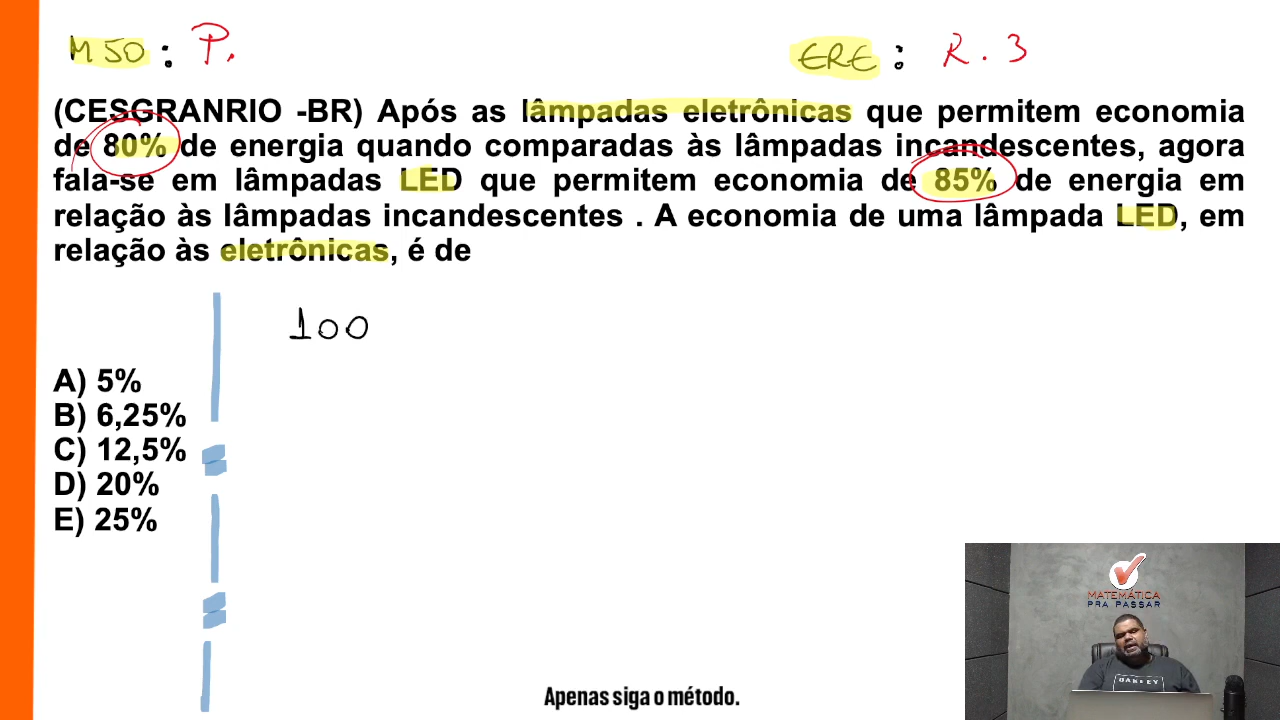 M50 : P.
ERE : R. 3
(CESGRANRIO -BR) Após as lâmpadas eletrônicas que permitem economia
de 80% de energia quando comparadas às lâmpadas incandescentes, agora
fala-se em lâmpadas LED que permitem economia de 85% de energia em
relação às lâmpadas incandescentes . A economia de uma lâmpada LED, em
relação às eletrônicas, é de
100
A) 5%
B) 6,25%
C) 12,5%
D) 20%
E) 25%
MATEMÁTICA
PRA PASSAR
OAKLEY
Apenas siga o método.